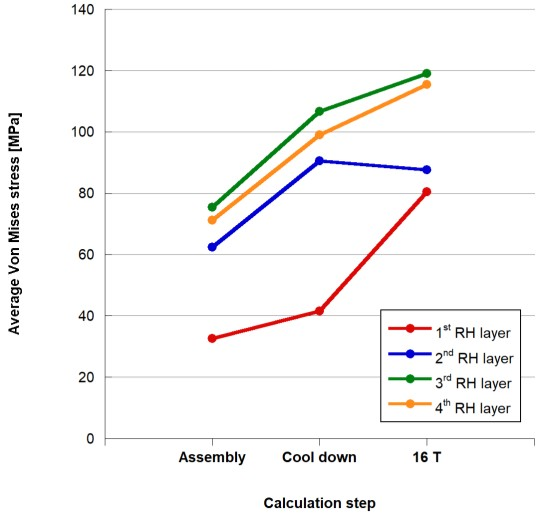 140
120
100
80
60
40
20
0
Average Von Mises stress [MPa]
1st RH layer
2nd RH layer
3rd RH layer
4th RH layer
Assembly Cool down 16 T
Calculation step